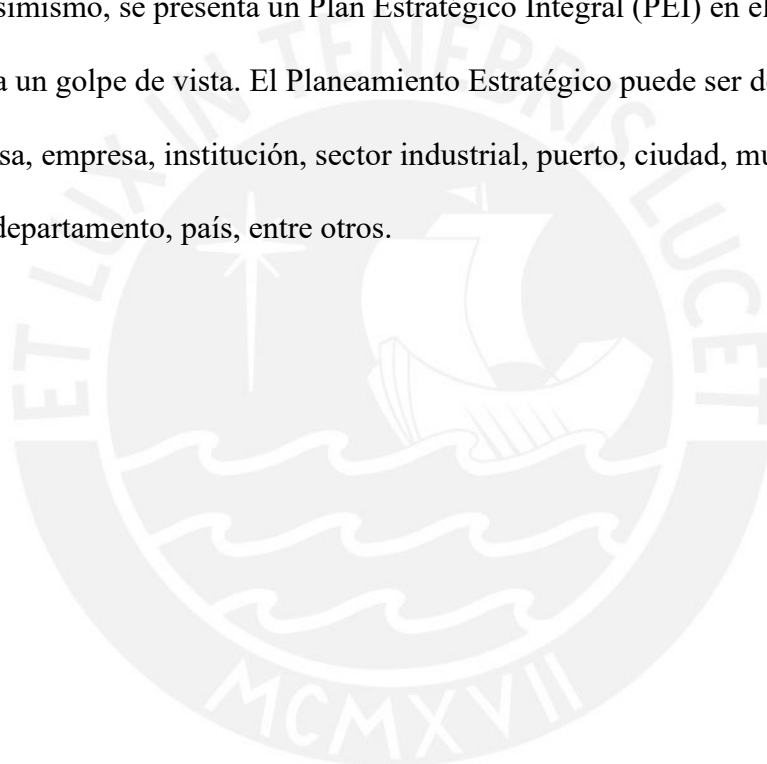 simismo, se presenta un Plan Estratégico Integral (PEI) en el
a un golpe de vista. El Planeamiento Estratégico puede ser d
sa, empresa, institución, sector industrial, puerto, ciudad, mu
departamento, país, entre otros.
ET LUX IN TENEBRIS LUCET
MCMXVII